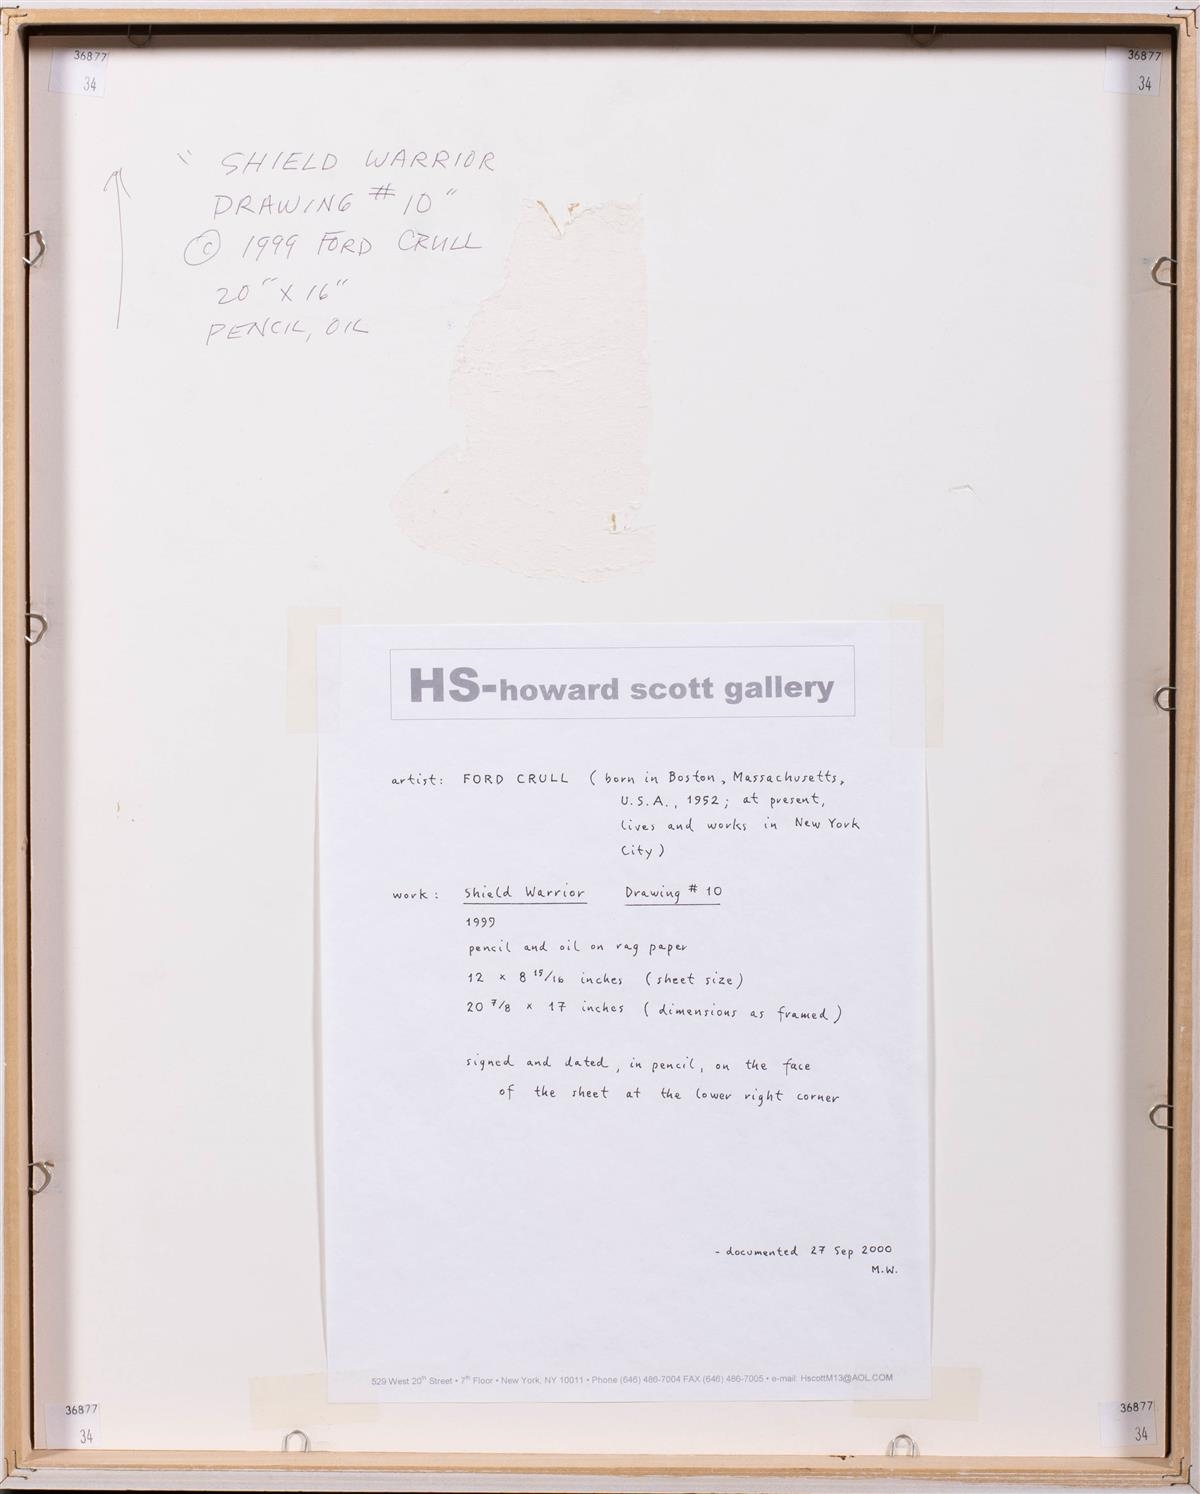 36877
34
36877
34
" SHIELD WARRIOR
DRAWING # 10"
© 1999 FORD CRULL
20" X 16"
PENCIL, OIL
HS-howard scott gallery
artist: FORD CRULL (born in Boston, Massachusetts,
U.S.A., 1952; at present,
lives and works in New York
City)
work: Shield Warrior Drawing # 10
1999
pencil and oil on rag paper
12 x 8 15/16 inches (sheet size)
20 7/8 x 17 inches (dimensions as framed)
signed and dated, in pencil, on the face
of the sheet at the lower right corner
- documented 27 Sep 2000
M.W.
529 West 20th Street • 7th Floor • New York, NY 10011 • Phone (646) 486-7004 FAX (646) 486-7005 • e-mail: HscottM13@AOL.COM
36877
34
36877
34